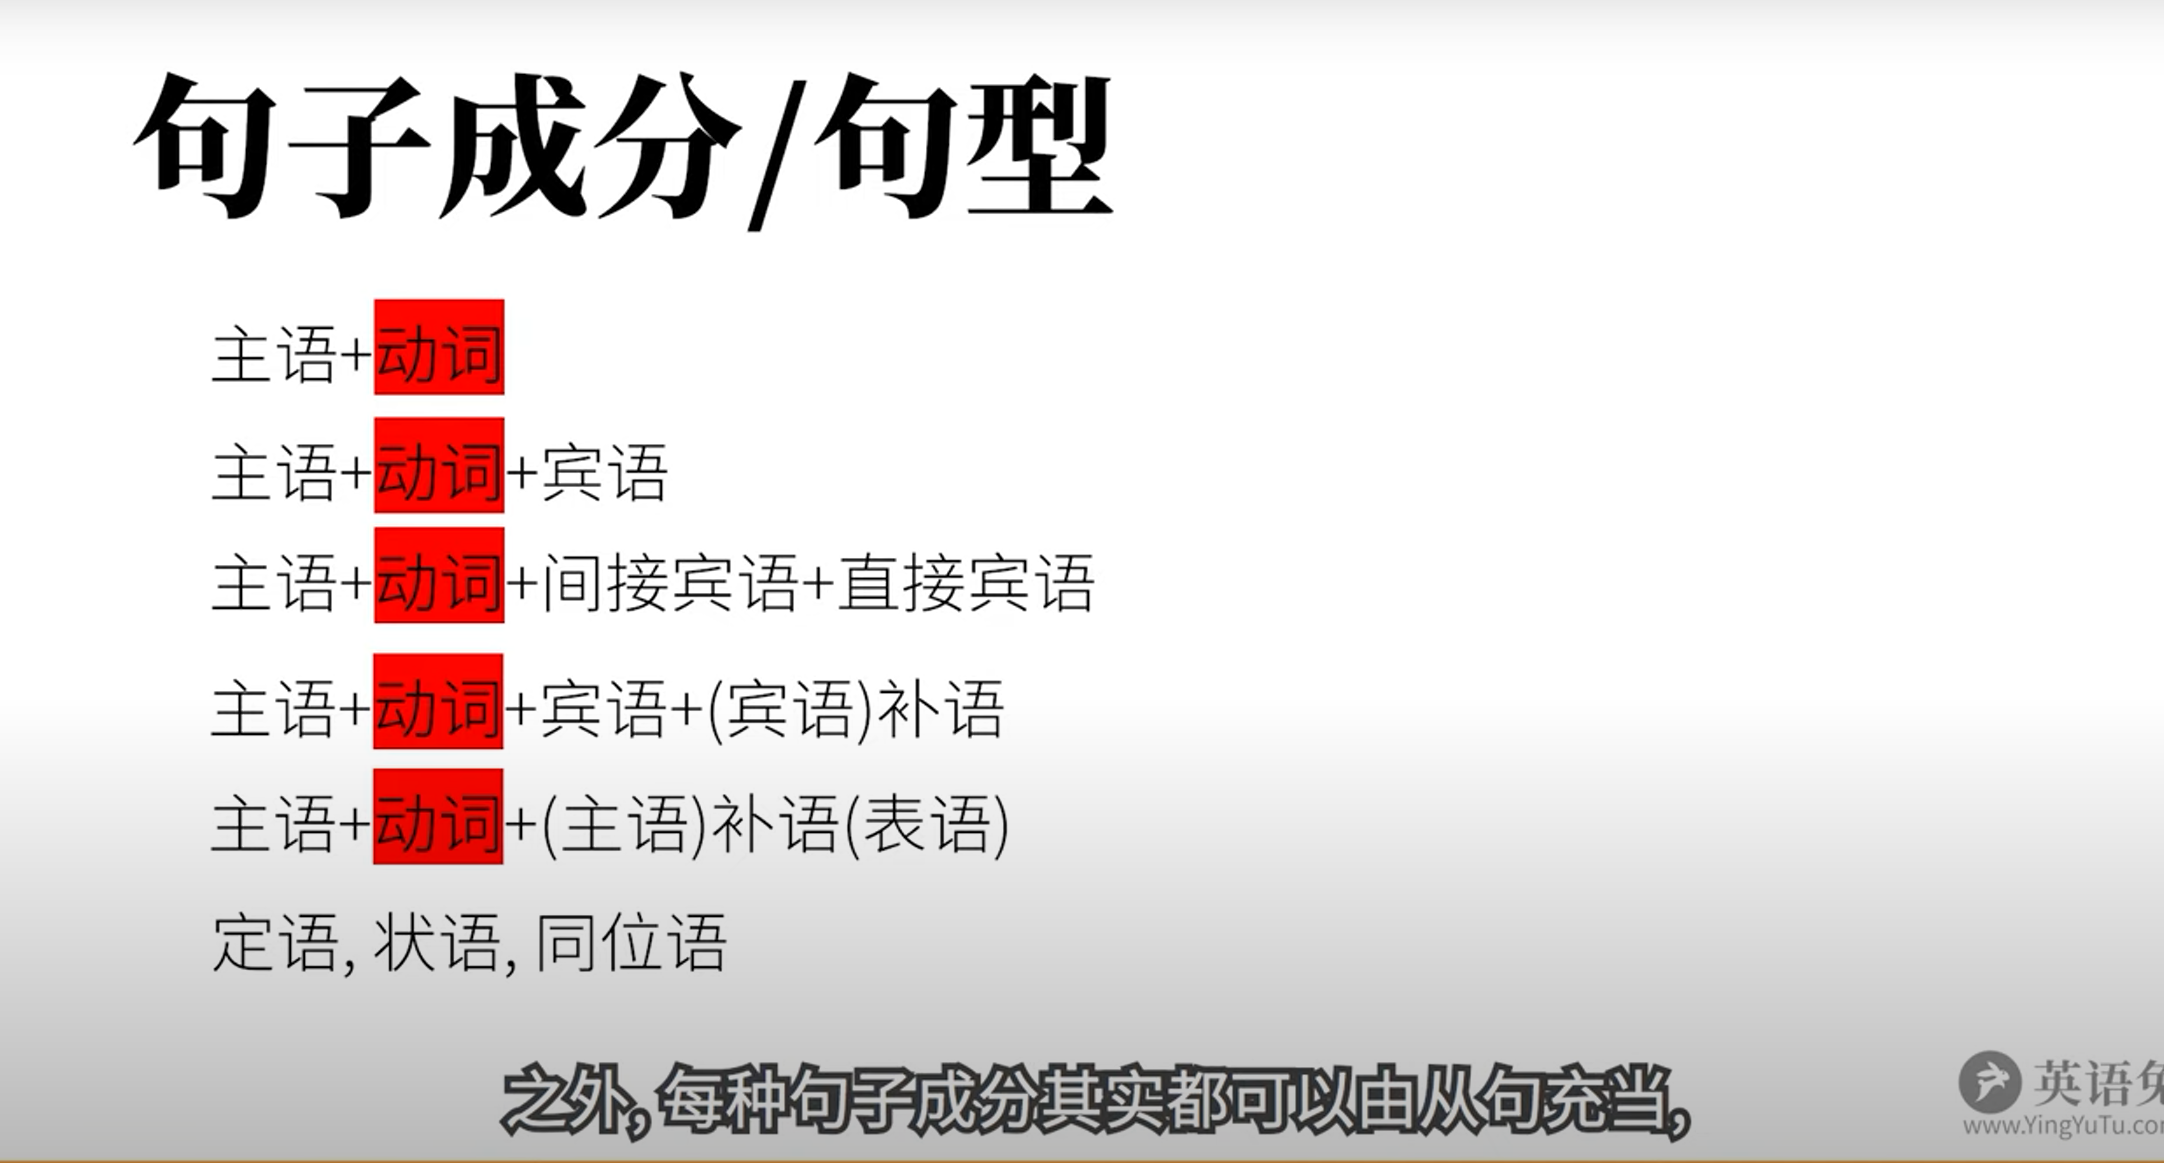 句子成分/句型
主语+动词
主语+动词+宾语
主语+动词+间接宾语+直接宾语
主语+动词+宾语+(宾语)补语
主语+动词+(主语)补语(表语)
定语, 状语, 同位语
之外, 每种句子成分其实都可以由从句充当,
英语
www.YingYuTu.co